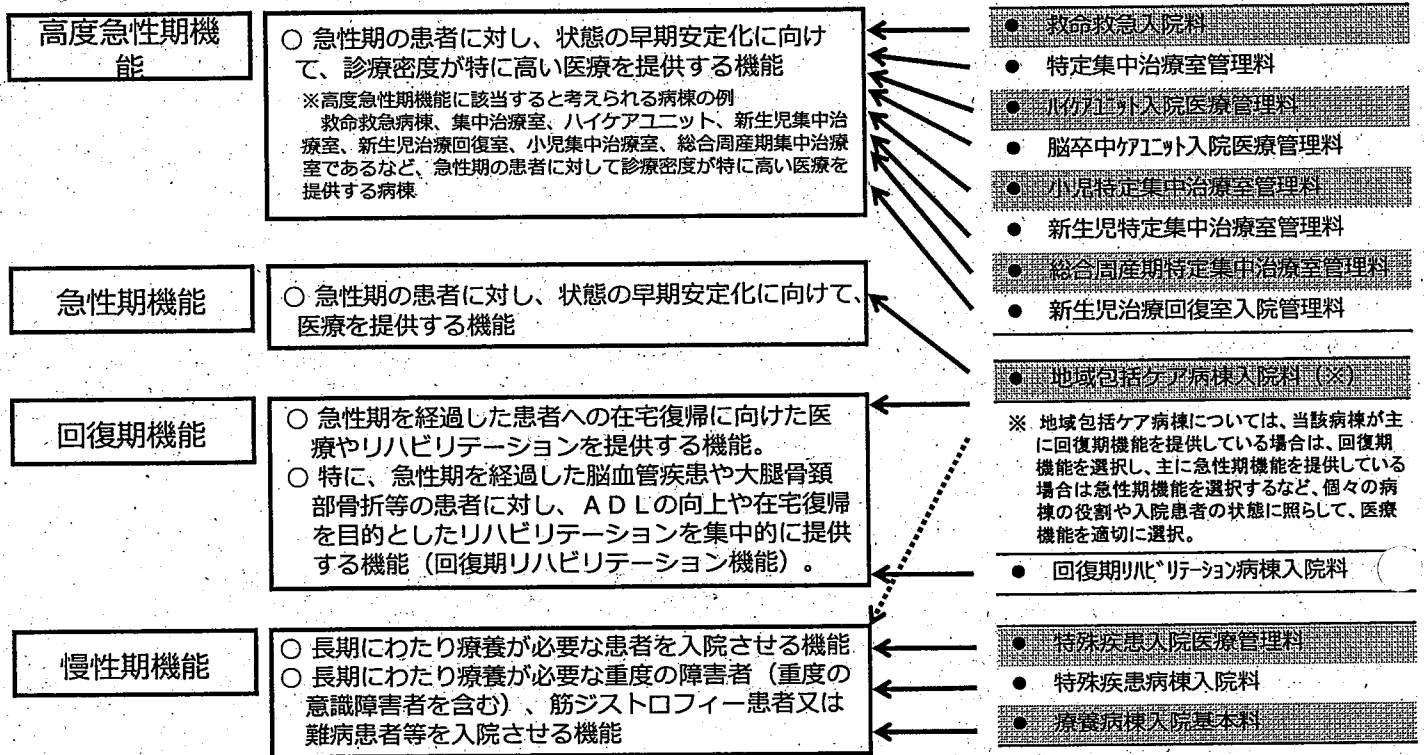 高度急性期機
能
○ 急性期の患者に対し、状態の早期安定化に向け
て、診療密度が特に高い医療を提供する機能
※高度急性期機能に該当すると考えられる病棟の例
救命救急病棟、集中治療室、ハイケアユニット、新生児集中治
療室、新生児治療回復室、小児集中治療室、総合周産期集中治療
室であるなど、急性期の患者に対して診療密度が特に高い医療を
提供する病棟
● 救命救急入院料
● 特定集中治療室管理料
● ハイケアユニット入院医療管理料
● 脳卒中ケアユニット入院医療管理料
● 小児特定集中治療室管理料
● 新生児特定集中治療室管理料
● 総合周産期特定集中治療室管理料
● 新生児治療回復室入院管理料
急性期機能
○ 急性期の患者に対し、状態の早期安定化に向けて、
医療を提供する機能
● 地域包括ケア病棟入院料（※）
※ 地域包括ケア病棟については、当該病棟が主
に回復期機能を提供している場合は、回復期
機能を選択し、主に急性期機能を提供している
場合は急性期機能を選択するなど、個々の病
棟の役割や入院患者の状態に照らして、医療
機能を適切に選択。
回復期機能
○ 急性期を経過した患者への在宅復帰に向けた医
療やリハビリテーションを提供する機能。
○ 特に、急性期を経過した脳血管疾患や大腿骨頸
部骨折等の患者に対し、ＡＤＬの向上や在宅復帰
を目的としたリハビリテーションを集中的に提供
する機能（回復期リハビリテーション機能）。
● 回復期リハビリテーション病棟入院料
慢性期機能
○ 長期にわたり療養が必要な患者を入院させる機能
○ 長期にわたり療養が必要な重度の障害者（重度の
意識障害者を含む）、筋ジストロフィー患者又は
難病患者等を入院させる機能
● 特殊疾患入院医療管理料
● 特殊疾患病棟入院料
● 療養病棟入院基本料